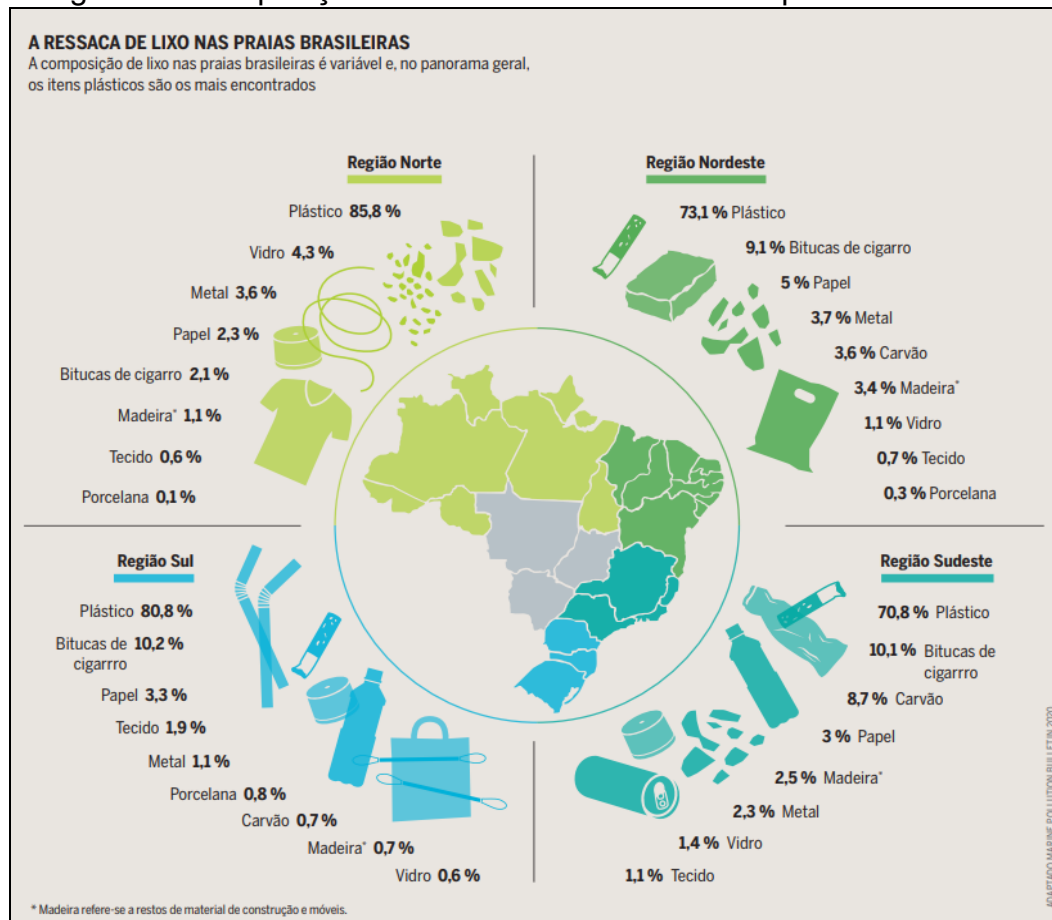 A RESSACA DE LIXO NAS PRAIAS BRASILEIRAS
A composição de lixo nas praias brasileiras é variável e, no panorama geral,
os itens plásticos são os mais encontrados
Região Norte
Plástico 85,8 %
Vidro 4,3 %
Metal 3,6 %
Papel 2,3 %
Bitucas de cigarro 2,1 %
Madeira* 1,1 %
Tecido 0,6 %
Porcelana 0,1 %
Região Nordeste
73,1 % Plástico
9,1 % Bitucas de cigarro
5 % Papel
3,7 % Metal
3,6 % Carvão
3,4 % Madeira*
1,1 % Vidro
0,7 % Tecido
0,3 % Porcelana
Região Sul
Plástico 80,8 %
Bitucas de 10,2 %
cigarrro
Papel 3,3 %
Tecido 1,9 %
Metal 1,1 %
Porcelana 0,8 %
Carvão 0,7 %
Madeira* 0,7 %
Vidro 0,6 %
Região Sudeste
70,8 % Plástico
10,1 % Bitucas de
cigarrro
8,7 % Carvão
3 % Papel
2,5 % Madeira*
2,3 % Metal
1,4 % Vidro
1,1 % Tecido
* Madeira refere-se a restos de material de construção e móveis.
ADAPTADO MARINE POLLUTION BULLETIN 2020